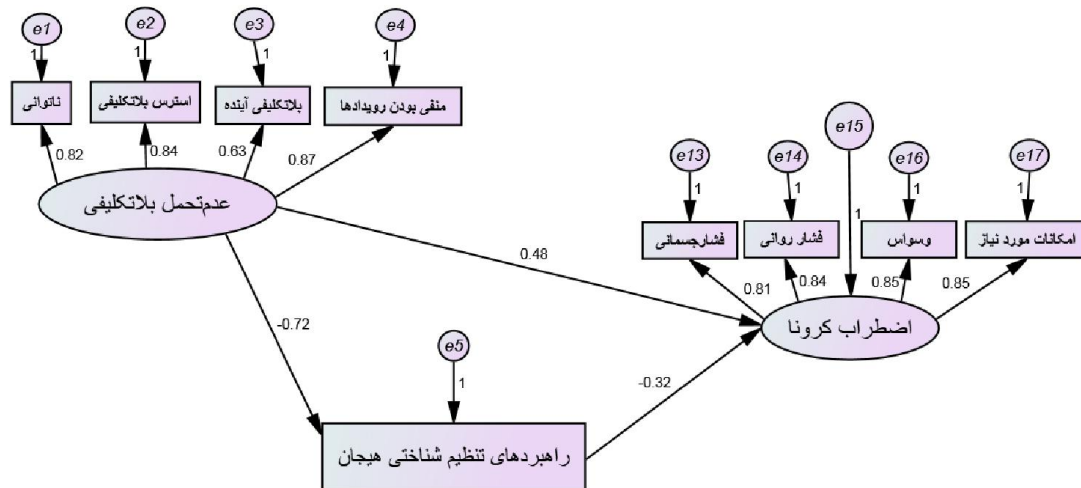 e1
e2
e3
e4
1
1
1
1
ناتوانی
استرس بلاتکلیفی
بلاتکلیفی آینده
منفی بودن رویدادها
0.82
0.84
0.63
0.87
عدم‌تحمل بلاتکلیفی
e13
e14
e15
e16
e17
1
1
1
1
1
فشارجسمانی
فشار روانی
وسواس
امکانات مورد نیاز
0.81
0.84
0.85
0.85
اضطراب کرونا
0.48
-0.72
-0.32
e5
1
راهبردهای تنظیم شناختی هیجان